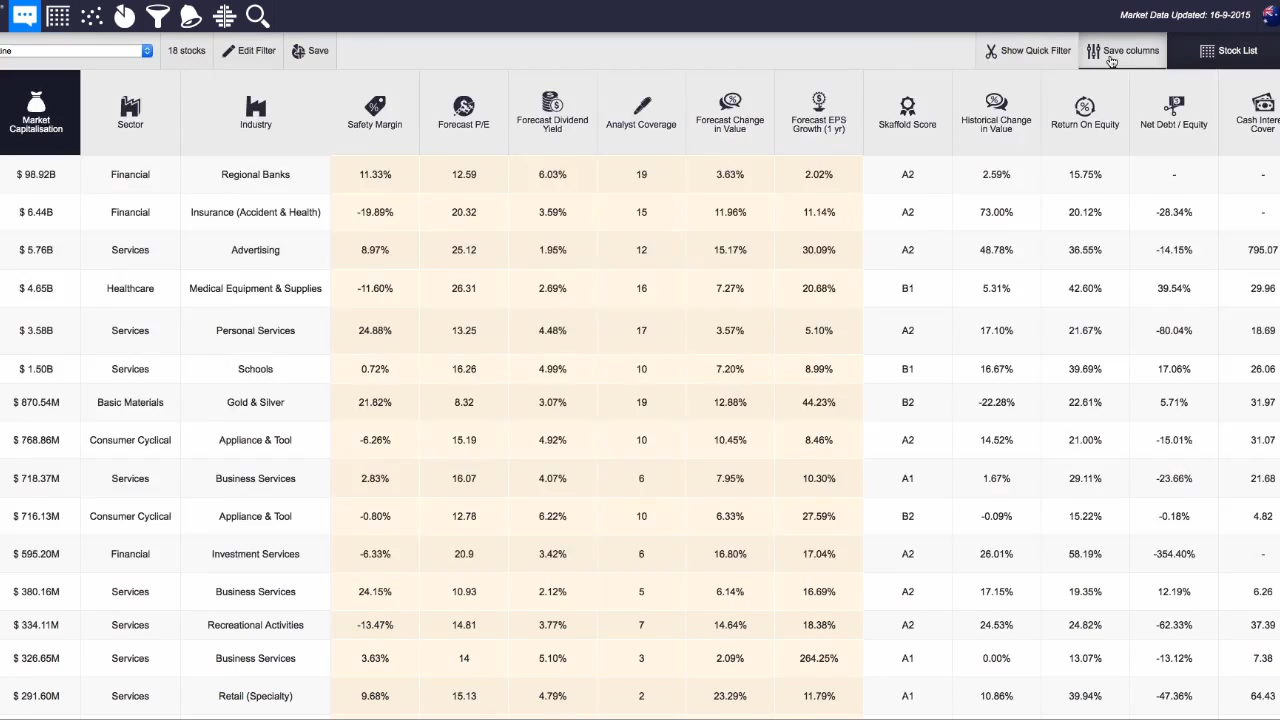 Market Data Updated: 16-9-2015
18 stocks Edit Filter Save Show Quick Filter Save columns Stock List
Market Capitalisation Sector Industry Safety Margin Forecast P/E Forecast Dividend Yield Analyst Coverage Forecast Change in Value Forecast EPS Growth (1 yr) Skaffold Score Historical Change in Value Return On Equity Net Debt / Equity Cash Cover
$ 98.92B Financial Regional Banks 11.33% 12.59 6.03% 19 3.63% 2.02% A2 2.59% 15.75% - -
$ 6.44B Financial Insurance (Accident & Health) -19.89% 20.32 3.59% 15 11.96% 11.14% A2 73.00% 20.12% -28.34% -
$ 5.76B Services Advertising 8.97% 25.12 1.95% 12 15.17% 30.09% A2 48.78% 36.55% -14.15% 795.07
$ 4.65B Healthcare Medical Equipment & Supplies -11.60% 26.31 2.69% 16 7.27% 20.68% B1 5.31% 42.60% 39.54% 29.96
$ 3.58B Services Personal Services 24.88% 13.25 4.48% 17 3.57% 5.10% A2 17.10% 21.67% -80.04% 18.69
$ 1.50B Services Schools 0.72% 16.26 4.99% 10 7.20% 8.99% B1 16.67% 39.69% 17.06% 26.06
$ 870.54M Basic Materials Gold & Silver 21.82% 8.32 3.07% 19 12.88% 44.23% B2 -22.28% 22.61% 5.71% 31.97
$ 768.86M Consumer Cyclical Appliance & Tool -6.26% 15.19 4.92% 10 10.45% 8.46% A2 14.52% 21.00% -15.01% 31.07
$ 718.37M Services Business Services 2.83% 16.07 4.07% 6 7.95% 10.30% A1 1.67% 29.11% -23.66% 21.68
$ 716.13M Consumer Cyclical Appliance & Tool -0.80% 12.78 6.22% 10 6.33% 27.59% B2 -0.09% 15.22% -0.18% 4.82
$ 595.20M Financial Investment Services -6.33% 20.9 3.42% 6 16.80% 17.04% A2 26.01% 58.19% -354.40% -
$ 380.16M Services Business Services 24.15% 10.93 2.12% 5 6.14% 16.69% A2 17.15% 19.35% 12.19% 6.26
$ 334.11M Services Recreational Activities -13.47% 14.81 3.77% 7 14.64% 18.38% A2 24.53% 24.82% -62.33% 37.39
$ 326.65M Services Business Services 3.63% 14 5.10% 3 2.09% 264.25% A1 0.00% 13.07% -13.12% 7.38
$ 291.60M Services Retail (Specialty) 9.68% 15.13 4.79% 2 23.29% 11.79% A1 10.86% 39.94% -47.36% 64.43